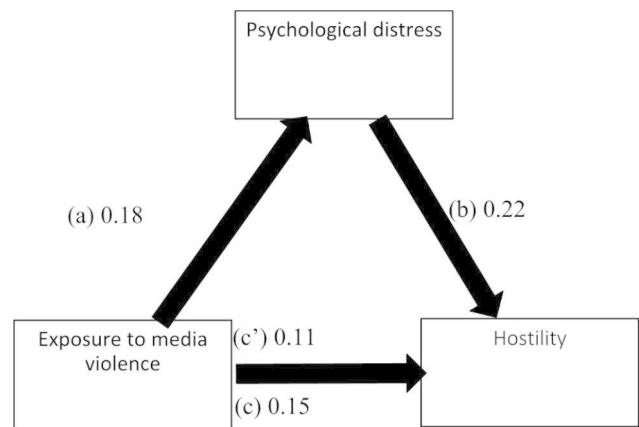 Psychological distress
(a) 0.18
(b) 0.22
Exposure to media
violence
(c’) 0.11
(c) 0.15
Hostility